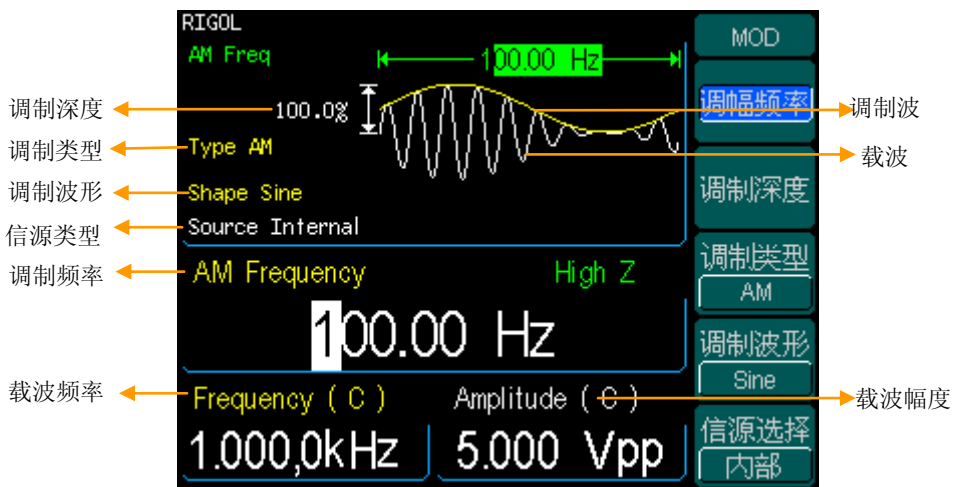 RIGOL
MOD
AM Freq
100.00 Hz
调幅频率
调制波
调制深度
100.0%
调制类型
Type AM
载波
调制波形
Shape Sine
调制深度
信源类型
Source Internal
调制频率
AM Frequency
High Z
调制类型
AM
100.00 Hz
调制波形
Sine
载波频率
Frequency ( C )
Amplitude ( C )
载波幅度
1.000,0kHz
5.000 Vpp
信源选择
内部